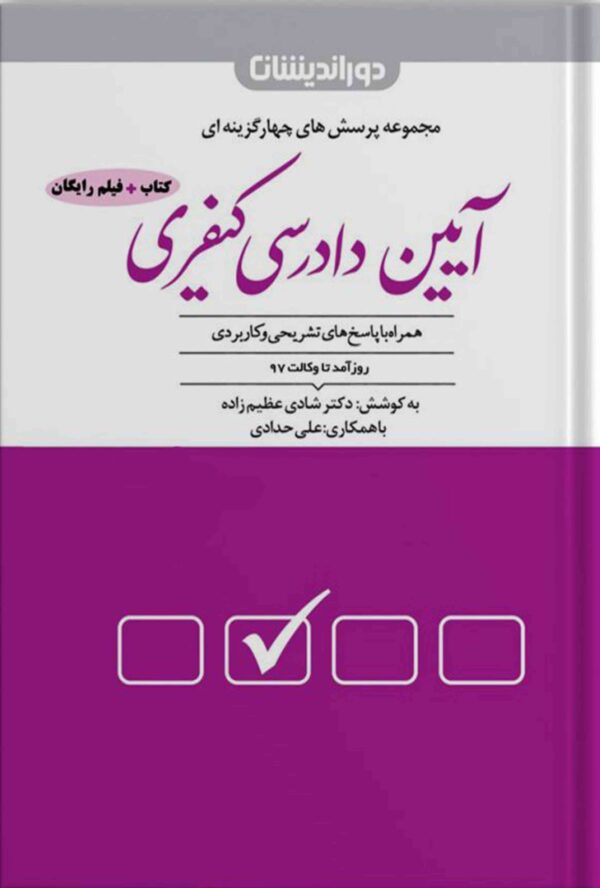 دوراندیشان
مجموعه پرسش های چهارگزینه ای
کتاب + فیلم رایگان
آیین دادرسی کیفری
همراه با پاسخ های تشریحی و کاربردی
روزآمد تا وکالت ۹۷
به کوشش: دکتر شادی عظیم زاده
باهمکاری: علی حدادی